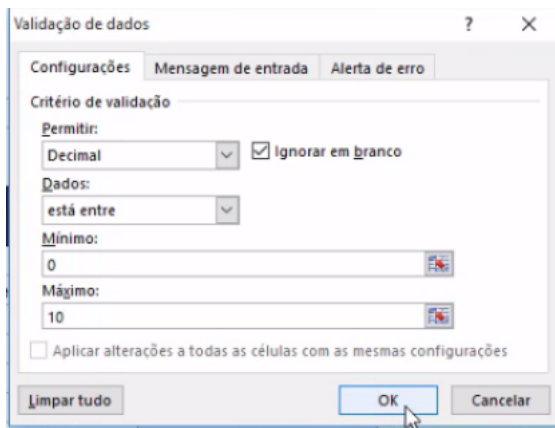 Validação de dados ?
Configurações Mensagem de entrada Alerta de erro
Critério de validação
Permitir:
Decimal Ignorar em branco
Dados:
está entre
Mínimo:
0
Máximo:
10
Aplicar alterações a todas as células com as mesmas configurações
Limpar tudo OK Cancelar